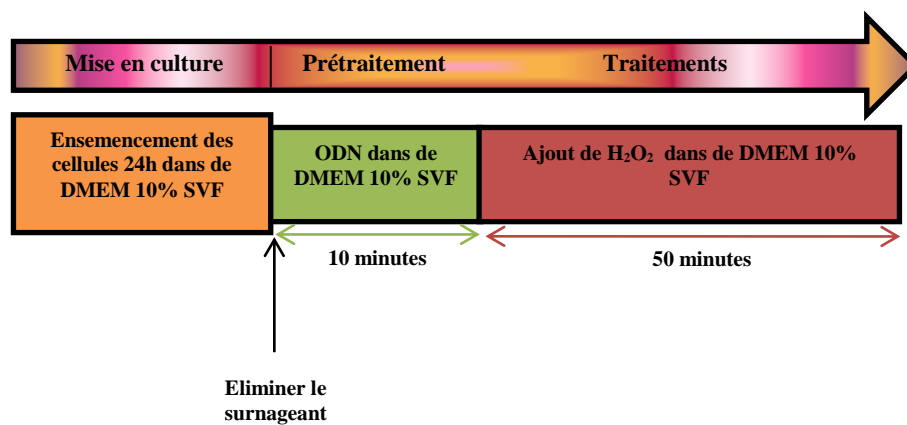 Mise en culture
Prétraitement
Traitements
Ensemencement des
cellules 24h dans de
DMEM 10% SVF
ODN dans de
DMEM 10% SVF
Ajout de H₂O₂ dans de DMEM 10%
SVF
10 minutes
50 minutes
Eliminer le
surnageant